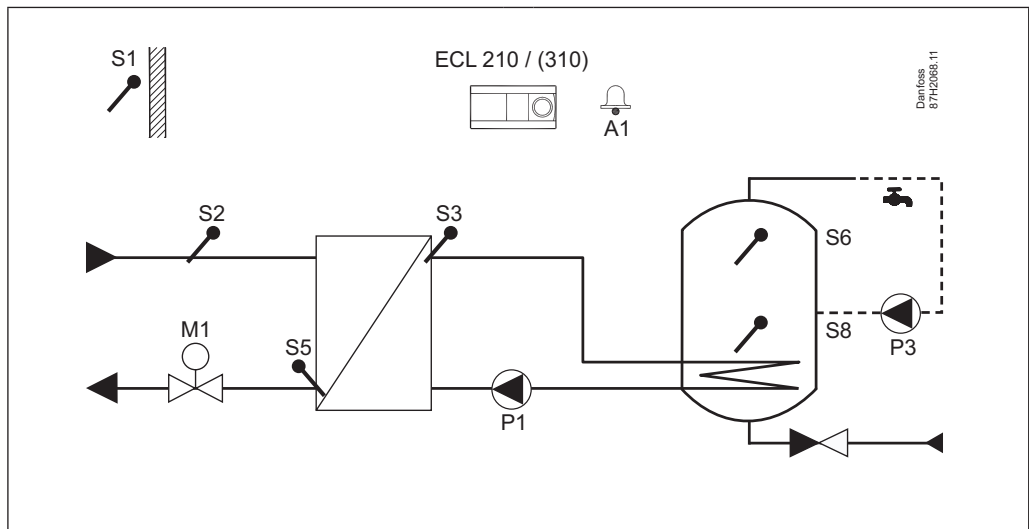 S1
ECL 210 / (310)
A1
Danfoss
87H2068.11
S2
S3
S6
M1
S5
S8
P3
P1